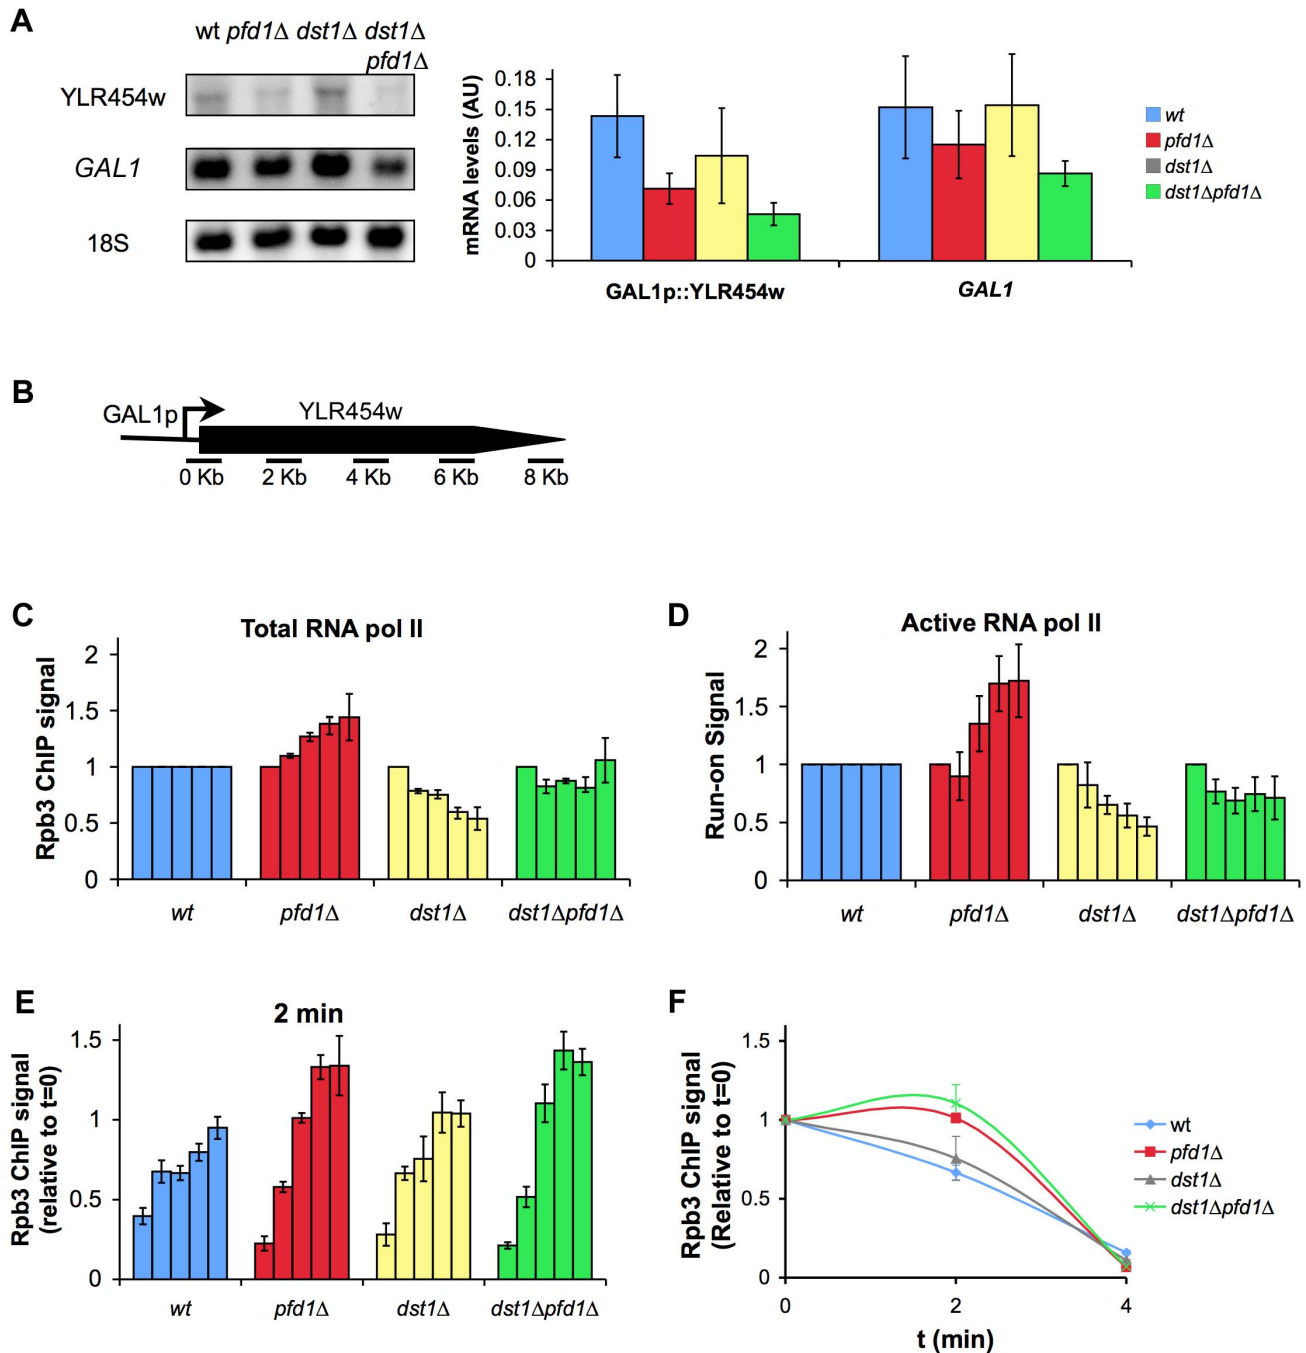 A
wt pfd1Δ dst1Δ dst1Δ
pfd1Δ
YLR454w
GAL1
18S
mRNA levels (AU)
0.18
0.15
0.12
0.09
0.06
0.03
0
GAL1p::YLR454w
GAL1
wt
pfd1Δ
dst1Δ
dst1Δpfd1Δ
B
GAL1p
YLR454w
0 Kb 2 Kb 4 Kb 6 Kb 8 Kb
C
Total RNA pol II
Rpb3 ChIP signal
2
1.5
1
0.5
0
wt pfd1Δ dst1Δ dst1Δpfd1Δ
D
Active RNA pol II
Run-on Signal
2
1.5
1
0.5
0
wt pfd1Δ dst1Δ dst1Δpfd1Δ
E
2 min
Rpb3 ChIP signal
(relative to t=0)
1.5
1
0.5
0
wt pfd1Δ dst1Δ dst1Δpfd1Δ
F
Rpb3 ChIP signal
(Relative to t=0)
1.5
1
0.5
0
0 2 4
t (min)
wt
pfd1Δ
dst1Δ
dst1Δpfd1Δ